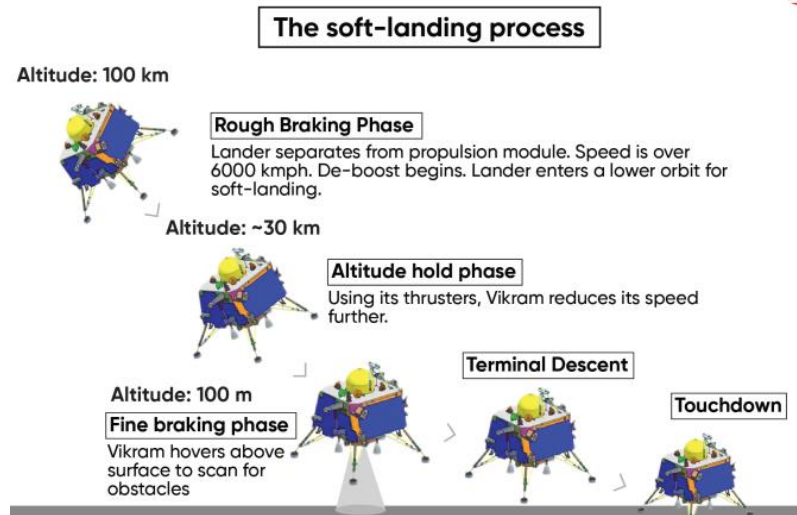 The soft-landing process
Altitude: 100 km
Rough Braking Phase
Lander separates from propulsion module. Speed is over
6000 kmph. De-boost begins. Lander enters a lower orbit for
soft-landing.
Altitude: ~30 km
Altitude hold phase
Using its thrusters, Vikram reduces its speed
further.
Altitude: 100 m
Fine braking phase
Vikram hovers above
surface to scan for
obstacles
Terminal Descent
Touchdown